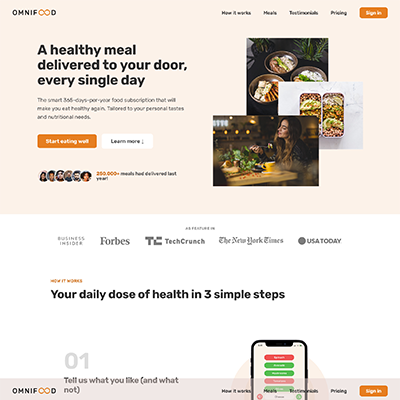 OMNIFOOD
How it works Meals Testimonials Pricing Sign in
A healthy meal
delivered to your door,
every single day
The smart 365-days-per-year food subscription that will
make you eat healthy again. Tailored to your personal tastes
and nutritional needs.
Start eating well Learn more ↓
250.000+ meals had delivered last
year!
AS FEATURE IN
BUSINESS
INSIDER
Forbes
TechCrunch
The New York Times
USA TODAY
HOW IT WORKS
Your daily dose of health in 3 simple steps
01
Tell us what you like (and what
not)
OMNIFOOD
How it works Meals Testimonials Pricing Sign in